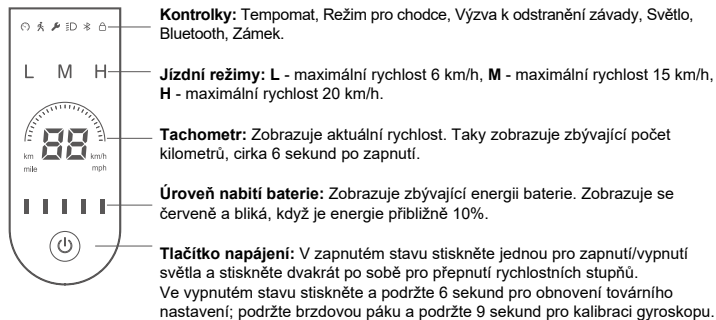 Kontrolky: Tempomat, Režim pro chodce, Výzva k odstranění závady, Světlo,
Bluetooth, Zámek.
L M H
Jízdní režimy: L - maximální rychlost 6 km/h, M - maximální rychlost 15 km/h,
H - maximální rychlost 20 km/h.
Tachometr: Zobrazuje aktuální rychlost. Taky zobrazuje zbývající počet
kilometrů, cirka 6 sekund po zapnutí.
km 88 km/h
mile mph
Úroveň nabití baterie: Zobrazuje zbývající energii baterie. Zobrazuje se
červeně a bliká, když je energie přibližně 10%.
Tlačítko napájení: V zapnutém stavu stiskněte jednou pro zapnutí/vypnutí
světla a stiskněte dvakrát po sobě pro přepnutí rychlostních stupňů.
Ve vypnutém stavu stiskněte a podržte 6 sekund pro obnovení továrního
nastavení; podržte brzdovou páku a podržte 9 sekund pro kalibraci gyroskopu.